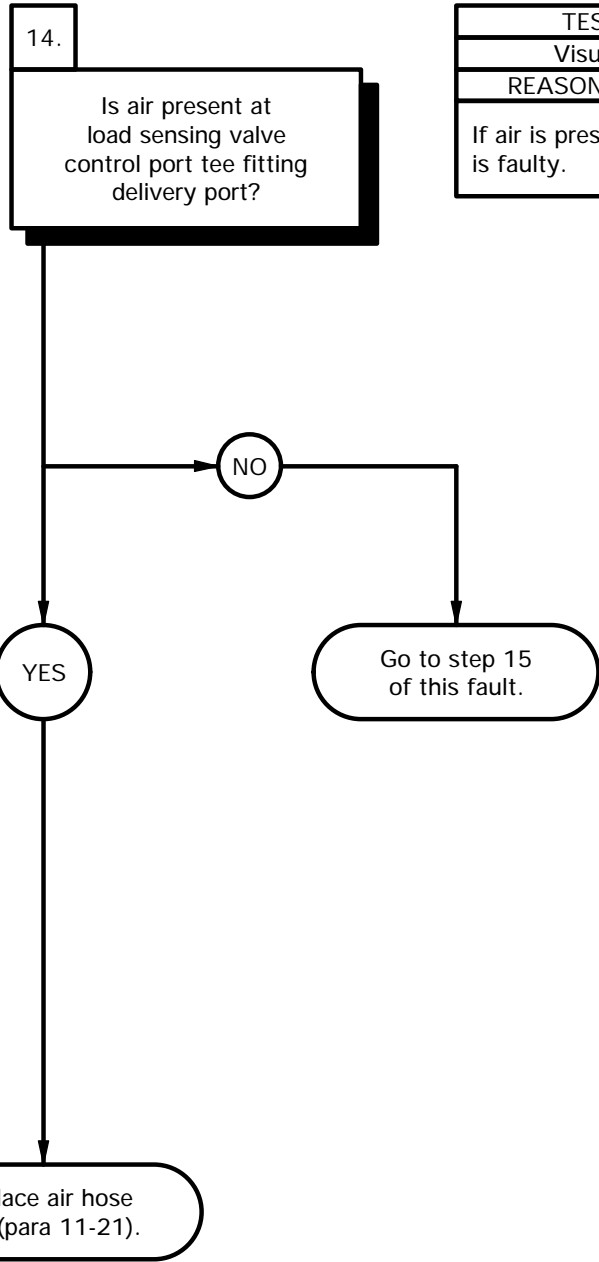 14.
Is air present at
load sensing valve
control port tee fitting
delivery port?
TES
Visu
REASON
If air is pres
is faulty.
NO
YES
Go to step 15
of this fault.
lace air hose
(para 11-21).